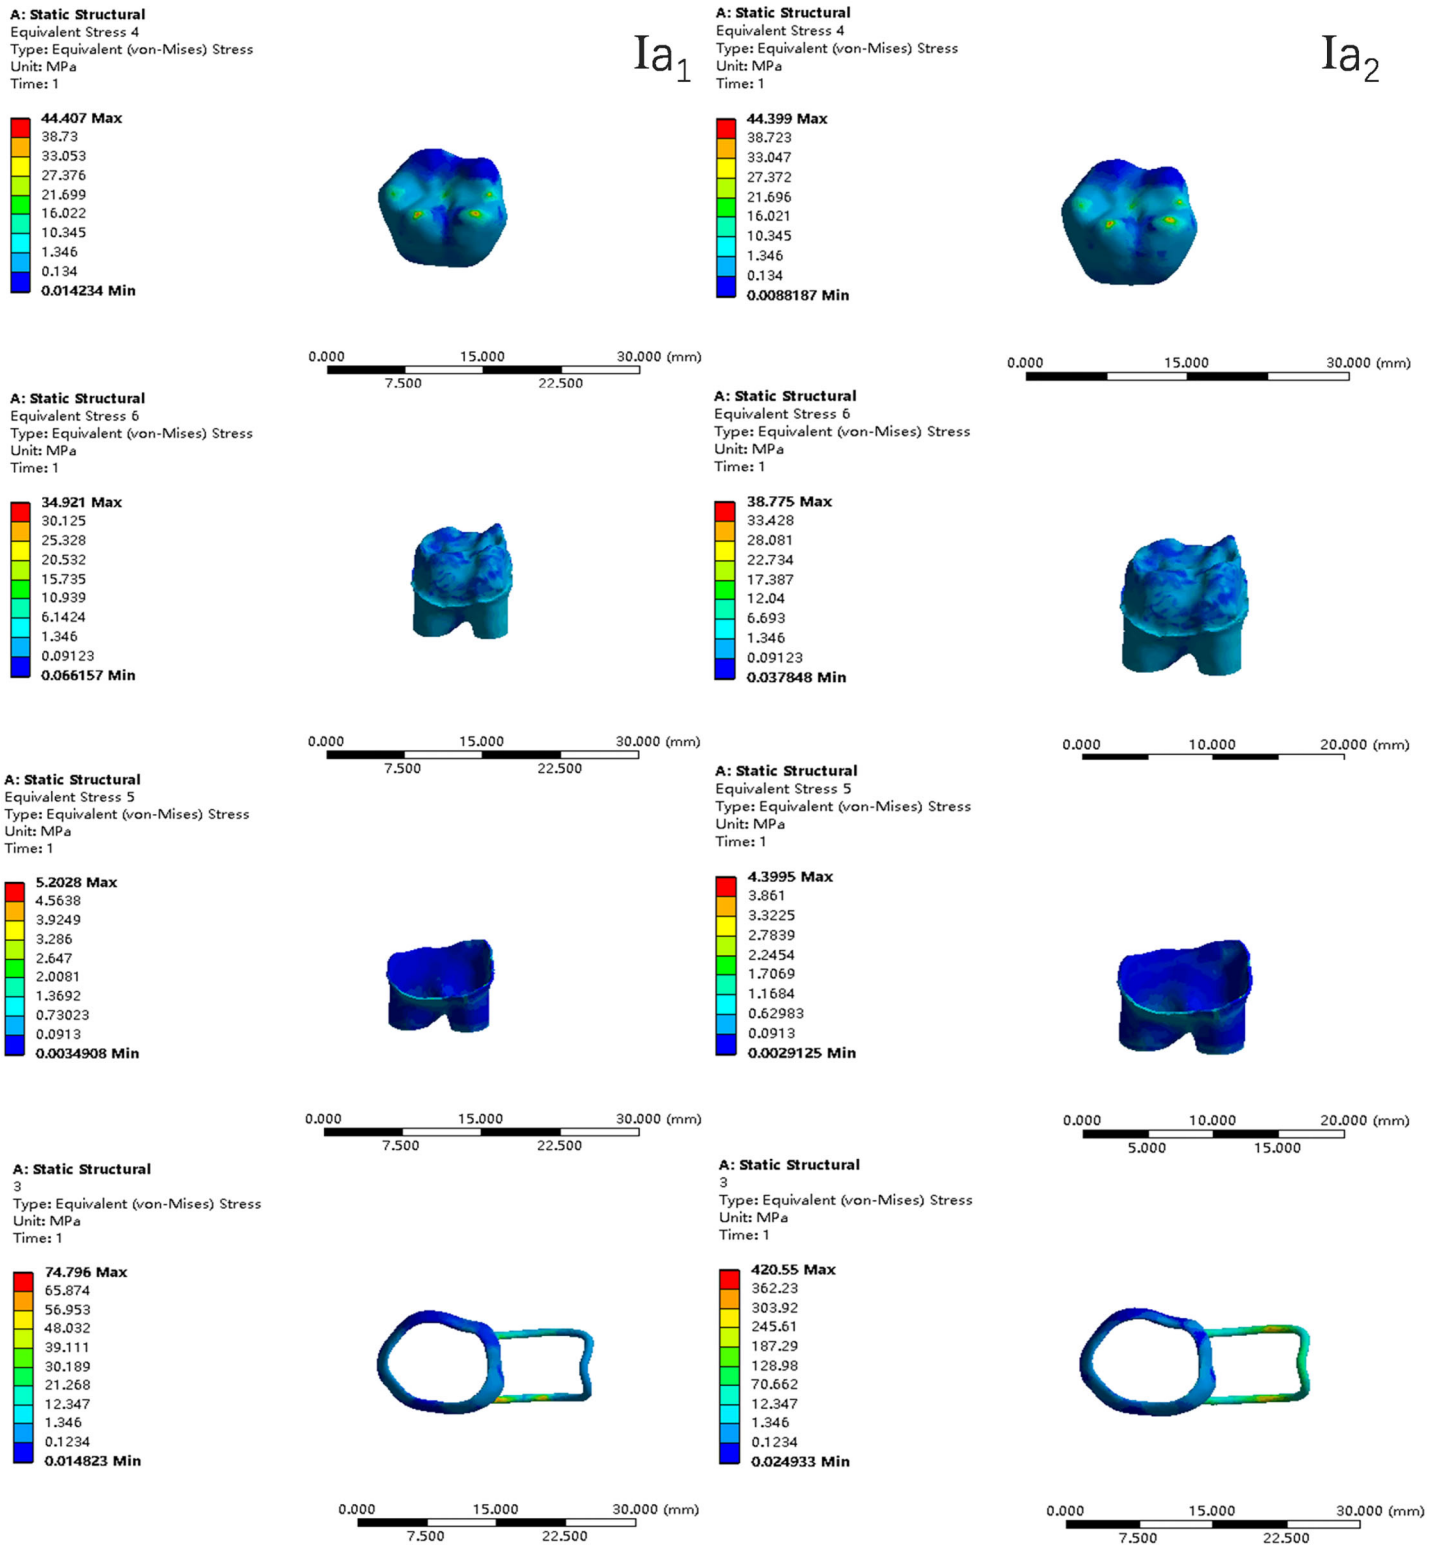 A: Static Structural
Equivalent Stress 4
Type: Equivalent (von-Mises) Stress
Unit: MPa
Time: 1
Ia1
44.407 Max
38.73
33.053
27.376
21.699
16.022
10.345
1.346
0.134
0.014234 Min
0.000 15.000 30.000 (mm)
7.500 22.500
A: Static Structural
Equivalent Stress 4
Type: Equivalent (von-Mises) Stress
Unit: MPa
Time: 1
Ia2
44.399 Max
38.723
33.047
27.372
21.696
16.021
10.345
1.346
0.134
0.0088187 Min
0.000 15.000 30.000 (mm)
A: Static Structural
Equivalent Stress 6
Type: Equivalent (von-Mises) Stress
Unit: MPa
Time: 1
34.921 Max
30.125
25.328
20.532
15.735
10.939
6.1424
1.346
0.09123
0.066157 Min
0.000 15.000 30.000 (mm)
7.500 22.500
A: Static Structural
Equivalent Stress 6
Type: Equivalent (von-Mises) Stress
Unit: MPa
Time: 1
38.775 Max
33.428
28.081
22.734
17.387
12.04
6.693
1.346
0.09123
0.037848 Min
0.000 10.000 20.000 (mm)
A: Static Structural
Equivalent Stress 5
Type: Equivalent (von-Mises) Stress
Unit: MPa
Time: 1
5.2028 Max
4.5638
3.9249
3.286
2.647
2.0081
1.3692
0.73023
0.0913
0.0034908 Min
0.000 15.000 30.000 (mm)
7.500 22.500
A: Static Structural
Equivalent Stress 5
Type: Equivalent (von-Mises) Stress
Unit: MPa
Time: 1
4.3995 Max
3.861
3.3225
2.7839
2.2454
1.7069
1.1684
0.62983
0.0913
0.0029125 Min
0.000 10.000 20.000 (mm)
5.000 15.000
A: Static Structural
3
Type: Equivalent (von-Mises) Stress
Unit: MPa
Time: 1
74.796 Max
65.874
56.953
48.032
39.111
30.189
21.268
12.347
1.346
0.1234
0.014823 Min
0.000 15.000 30.000 (mm)
7.500 22.500
A: Static Structural
3
Type: Equivalent (von-Mises) Stress
Unit: MPa
Time: 1
420.55 Max
362.23
303.92
245.61
187.29
128.98
70.662
12.347
1.346
0.1234
0.024933 Min
0.000 15.000 30.000 (mm)
7.500 22.500